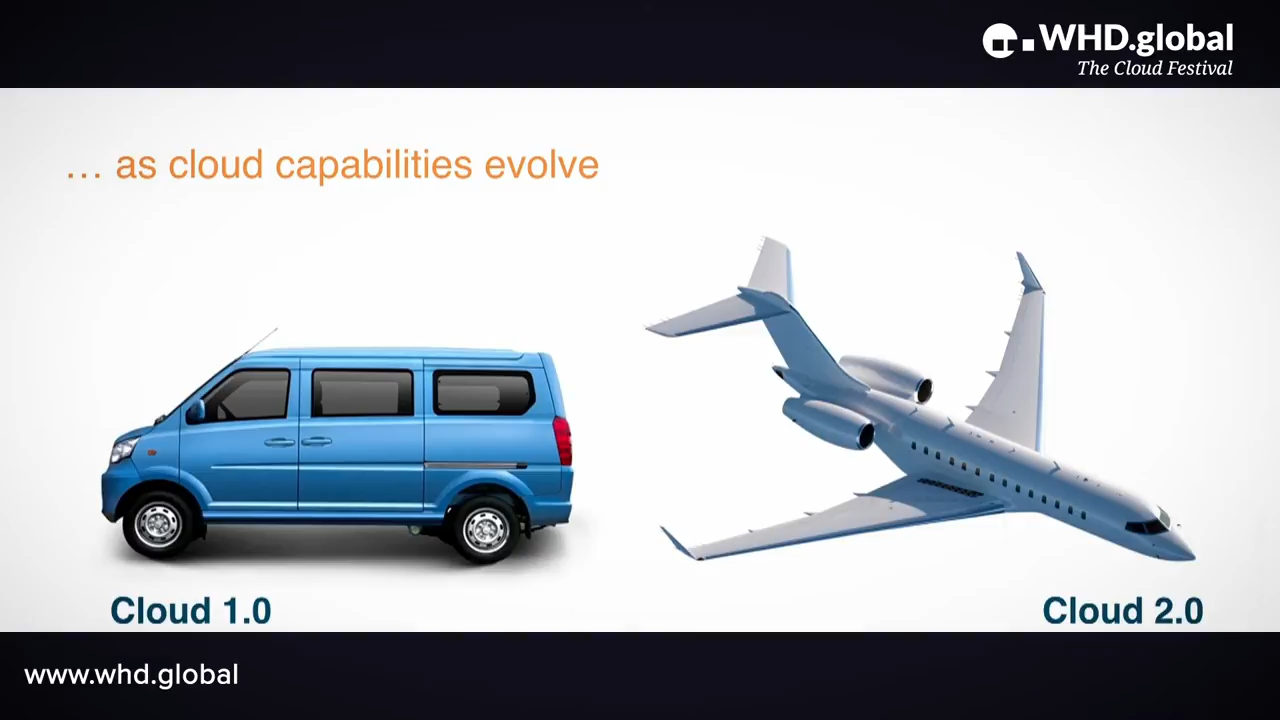 WHD.global
The Cloud Festival
… as cloud capabilities evolve
Cloud 1.0
Cloud 2.0
www.whd.global